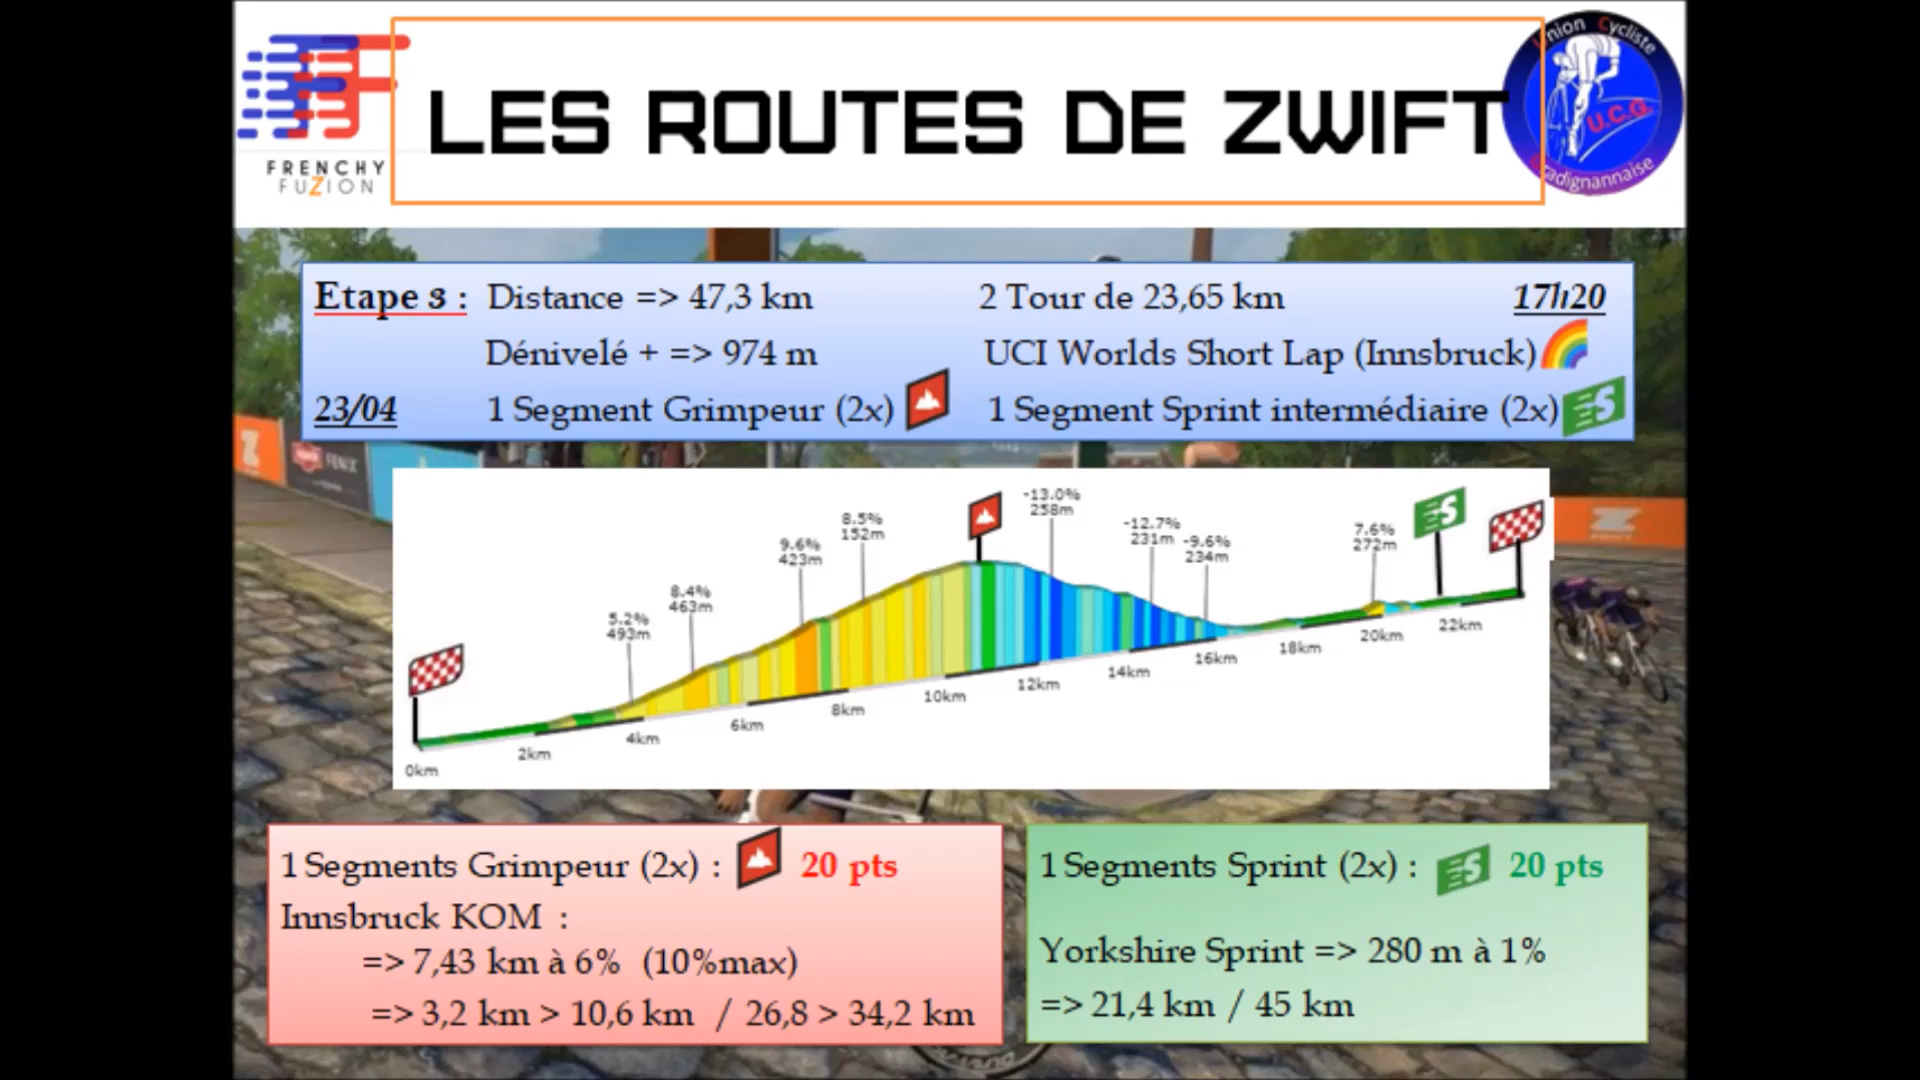 LES ROUTES DE ZWIFT
FRENCHY
FUZION
Union Cycliste
U.C.G.
adignannaise
Etape 3 : Distance => 47,3 km 2 Tour de 23,65 km 17h20
Dénivelé + => 974 m UCI Worlds Short Lap (Innsbruck)
23/04 1 Segment Grimpeur (2x) 1 Segment Sprint intermédiaire (2x) S
Z FENIX
Z
-13.0%
258m
8.5%
152m
S
-12.7%
231m
-9.6%
234m
7.6%
272m
9.6%
423m
8.4%
463m
5.2%
493m
0km 2km 4km 6km 8km 10km 12km 14km 16km 18km 20km 22km
1 Segments Grimpeur (2x) : 20 pts
Innsbruck KOM :
=> 7,43 km à 6% (10%max)
=> 3,2 km > 10,6 km / 26,8 > 34,2 km
1 Segments Sprint (2x) : S 20 pts
Yorkshire Sprint => 280 m à 1%
=> 21,4 km / 45 km